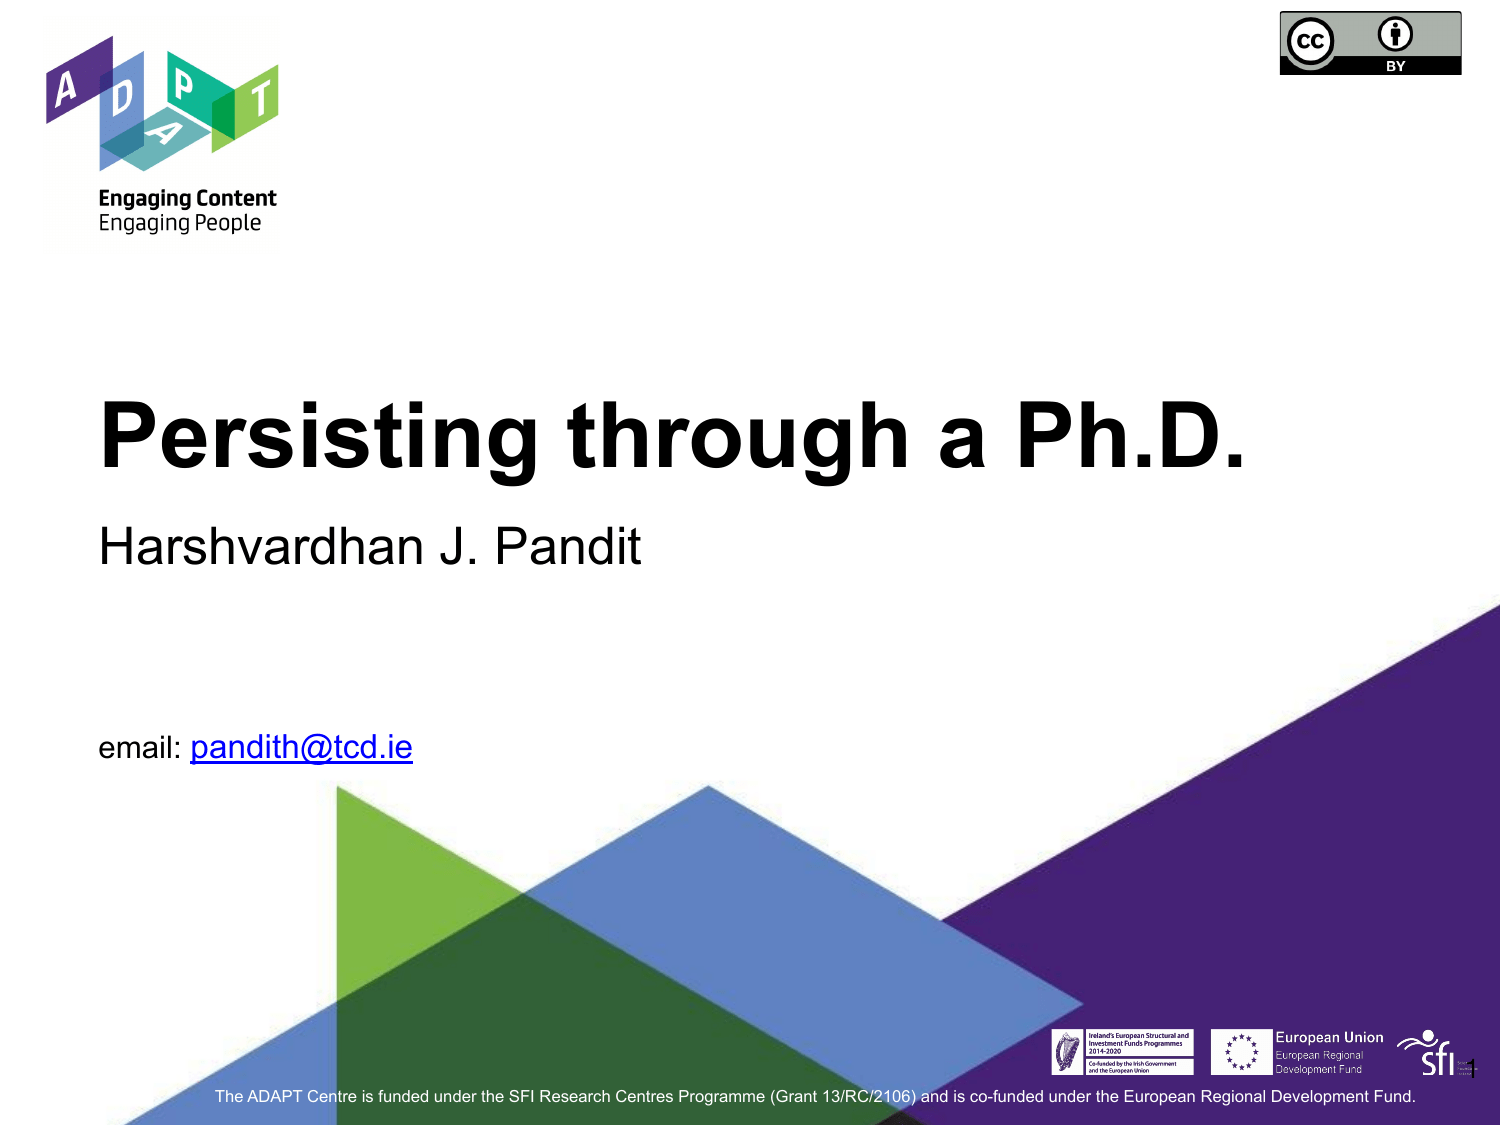 A D A P T
Engaging Content
Engaging People
cc
BY
Persisting through a Ph.D.
Harshvardhan J. Pandit
email: pandith@tcd.ie
Ireland's European Structural and
Investment Funds Programmes
2014-2020
Co-funded by the Irish Government
and the European Union
European Union
European Regional
Development Fund
sfi
1
The ADAPT Centre is funded under the SFI Research Centres Programme (Grant 13/RC/2106) and is co-funded under the European Regional Development Fund.